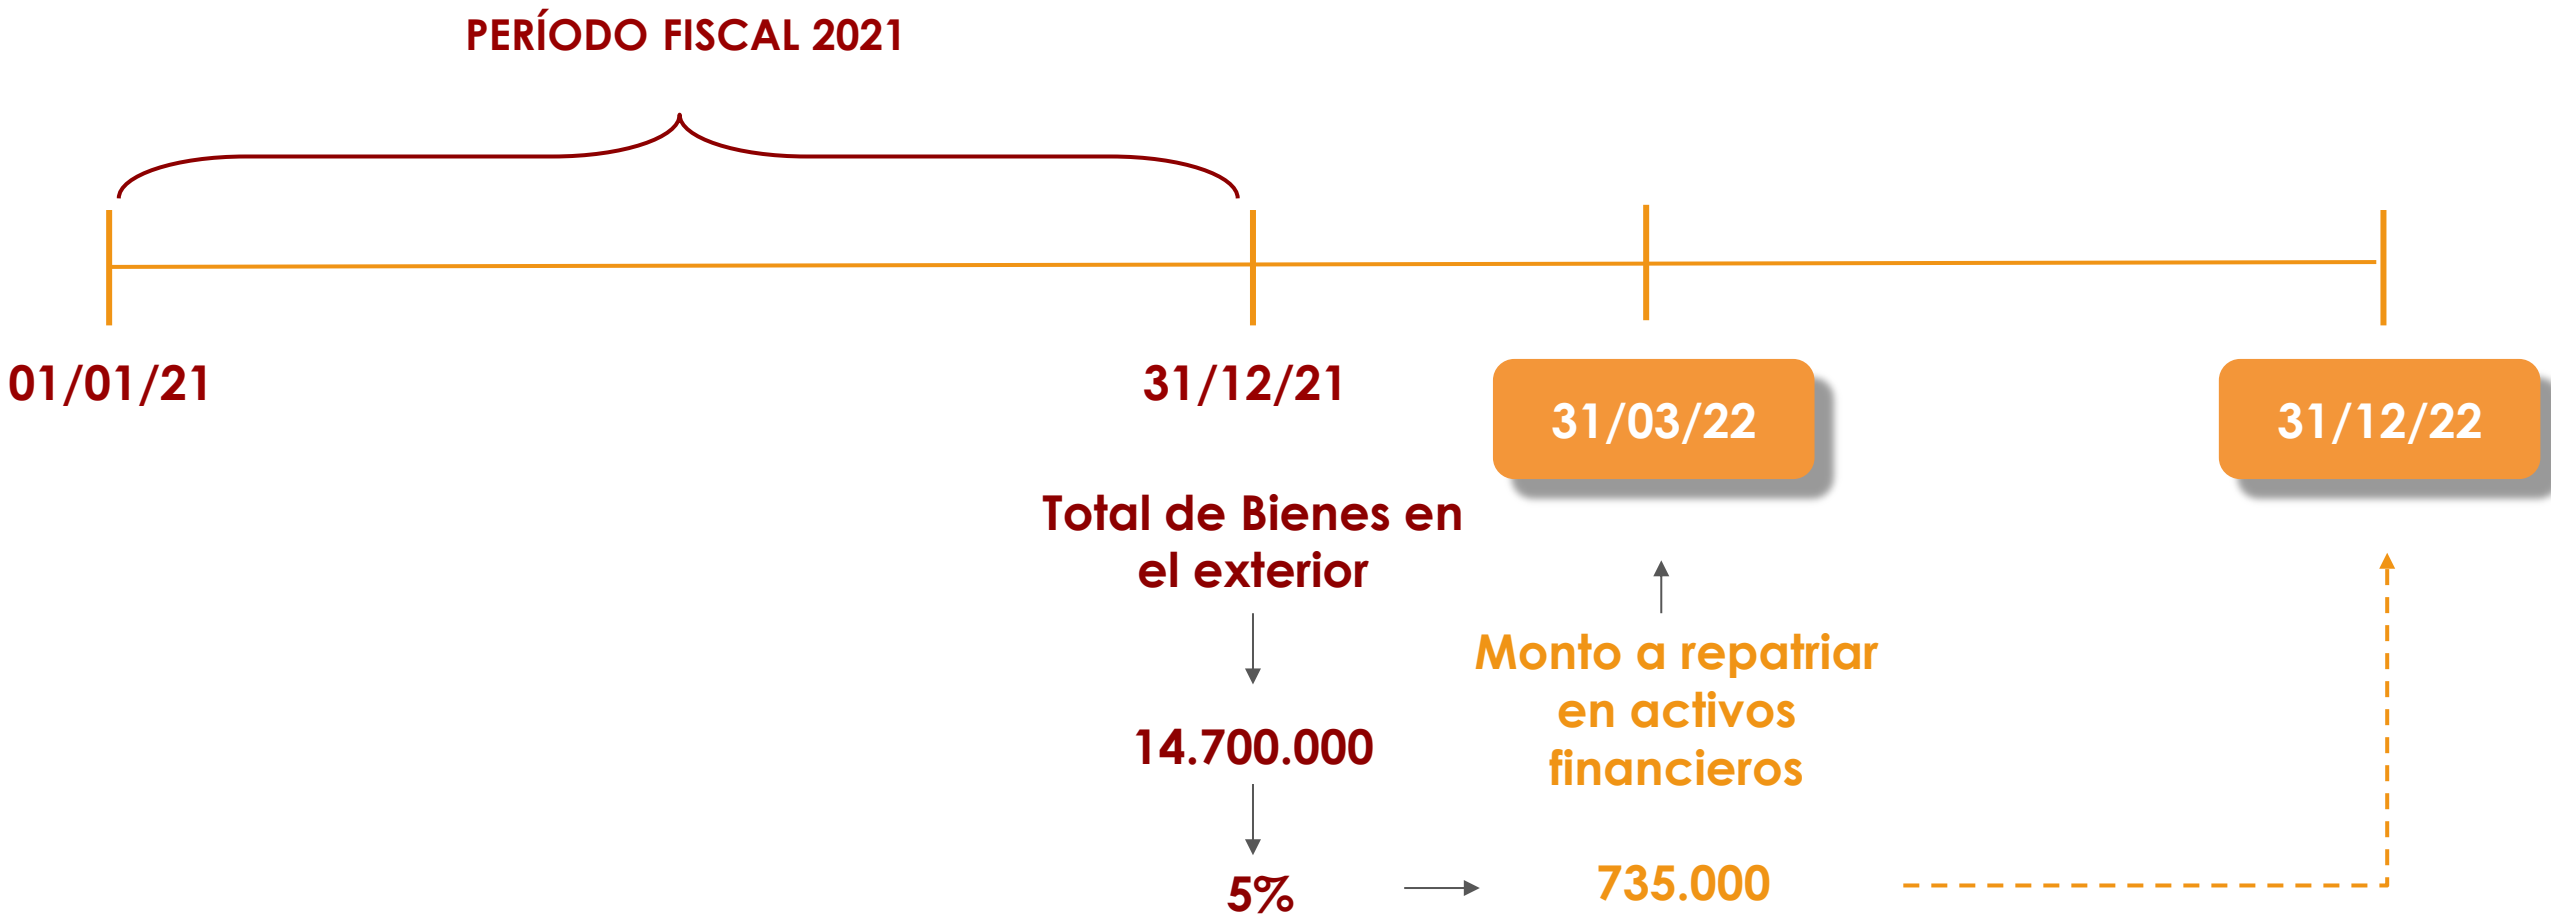 PERÍODO FISCAL 2021
01/01/21
31/12/21
31/03/22
31/12/22
Total de Bienes en
el exterior
Monto a repatriar
en activos
financieros
14.700.000
5%
735.000